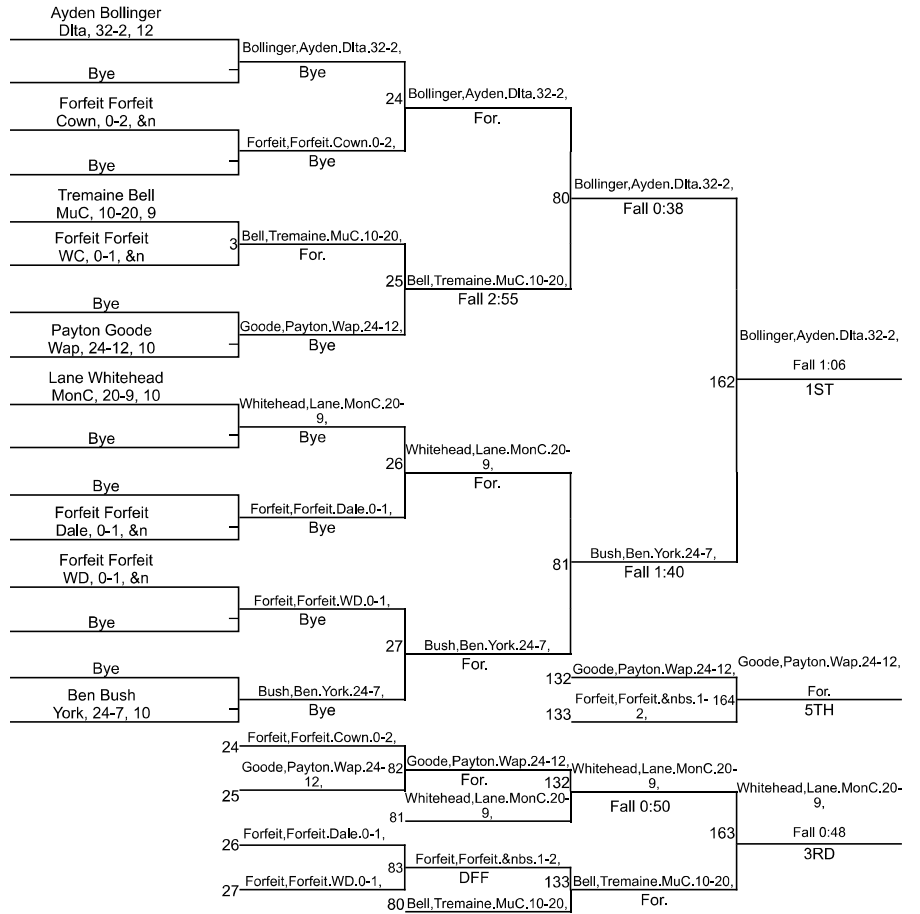 Ayden Bollinger
Dlta, 32-2, 12
Bollinger,Ayden.Dlta.32-2,
Bye
Bye
24
Bollinger,Ayden.Dlta.32-2,
For.
Forfeit Forfeit
Cown, 0-2, &n
Forfeit,Forfeit.Cown.0-2,
Bye
Bye
80
Bollinger,Ayden.Dlta.32-2,
Fall 0:38
Tremaine Bell
MuC, 10-20, 9
3
Bell,Tremaine.MuC.10-20,
For.
Forfeit Forfeit
WC, 0-1, &n
25
Bell,Tremaine.MuC.10-20,
Fall 2:55
Bye
Goode,Payton.Wap.24-12,
Bye
Payton Goode
Wap, 24-12, 10
162
Bollinger,Ayden.Dlta.32-2,
Fall 1:06
1ST
Lane Whitehead
MonC, 20-9, 10
Whitehead,Lane.MonC.20-
9,
Bye
Bye
26
Whitehead,Lane.MonC.20-
9,
For.
Bye
Forfeit,Forfeit.Dale.0-1,
Bye
Forfeit Forfeit
Dale, 0-1, &n
81
Bush,Ben.York.24-7,
Fall 1:40
Forfeit Forfeit
WD, 0-1, &n
Forfeit,Forfeit.WD.0-1,
Bye
Bye
27
Bush,Ben.York.24-7,
For.
Bye
Bush,Ben.York.24-7,
Bye
Ben Bush
York, 24-7, 10
132
Goode,Payton.Wap.24-12,
133
Forfeit,Forfeit.&nbs.1-
2,
164
Goode,Payton.Wap.24-12,
For.
5TH
24
Forfeit,Forfeit.Cown.0-2,
25
Goode,Payton.Wap.24-
12,
82
Goode,Payton.Wap.24-12,
For.
81
Whitehead,Lane.MonC.20-
9,
132
Whitehead,Lane.MonC.20-
9,
Fall 0:50
163
Whitehead,Lane.MonC.20-
9,
Fall 0:48
3RD
26
Forfeit,Forfeit.Dale.0-1,
27
Forfeit,Forfeit.WD.0-1,
83
Forfeit,Forfeit.&nbs.1-2,
DFF
80
Bell,Tremaine.MuC.10-20,
133
Bell,Tremaine.MuC.10-20,
For.